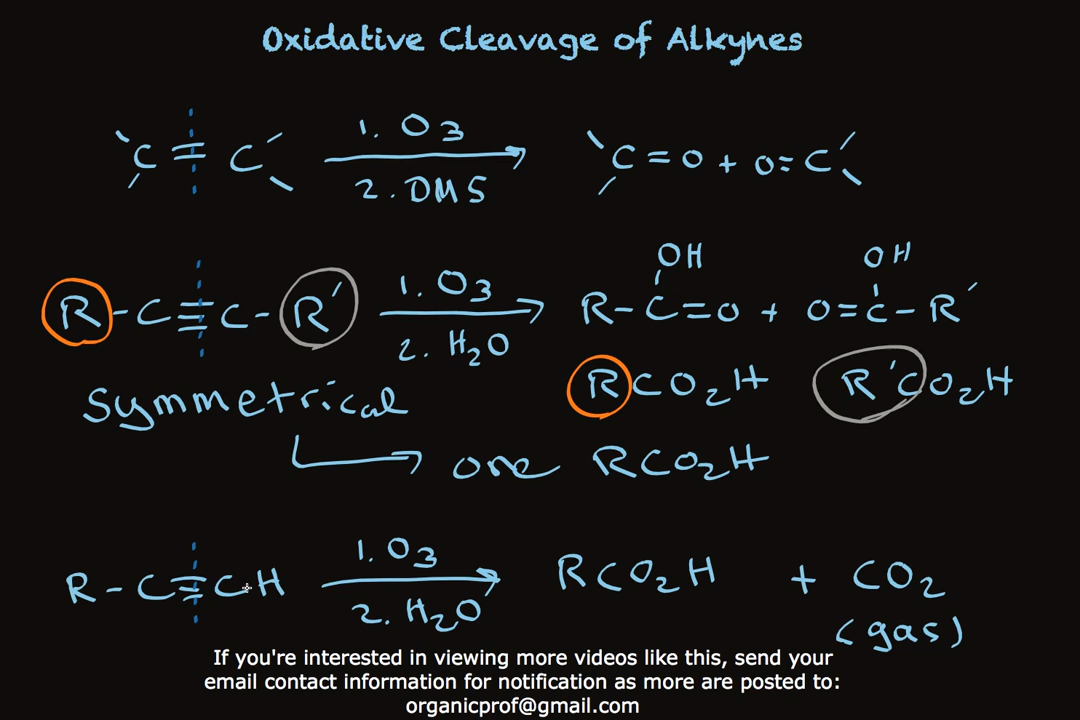 Oxidative Cleavage of Alkynes
1. O3
C = C
C = O + O = C
2. DMS
OH OH
1. O3
R - C ≡ C - R'
R - C = O + O = C - R'
2. H2O
RCO2H R'CO2H
Symmetrical
one RCO2H
1. O3
R - C ≡ CH
RCO2H + CO2
2. H2O
(gas)
If you're interested in viewing more videos like this, send your
email contact information for notification as more are posted to:
organicprof@gmail.com